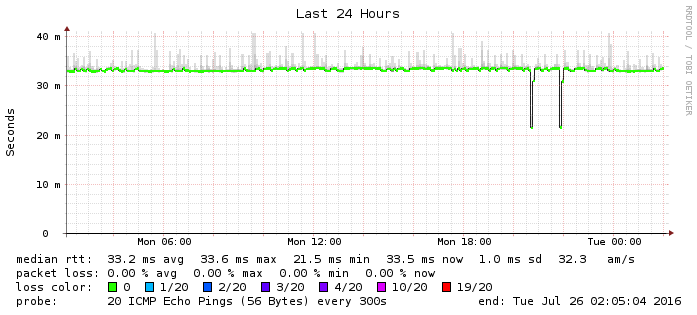 Last 24 Hours
RRDTOOL / TOBI OETIKER
Seconds
40 m
30 m
20 m
10 m
0
Mon 06:00 Mon 12:00 Mon 18:00 Tue 00:00
median rtt: 33.2 ms avg 33.6 ms max 21.5 ms min 33.5 ms now 1.0 ms sd 32.3 am/s
packet loss: 0.00 % avg 0.00 % max 0.00 % min 0.00 % now
loss color: 0 1/20 2/20 3/20 4/20 10/20 19/20
probe: 20 ICMP Echo Pings (56 Bytes) every 300s end: Tue Jul 26 02:05:04 2016